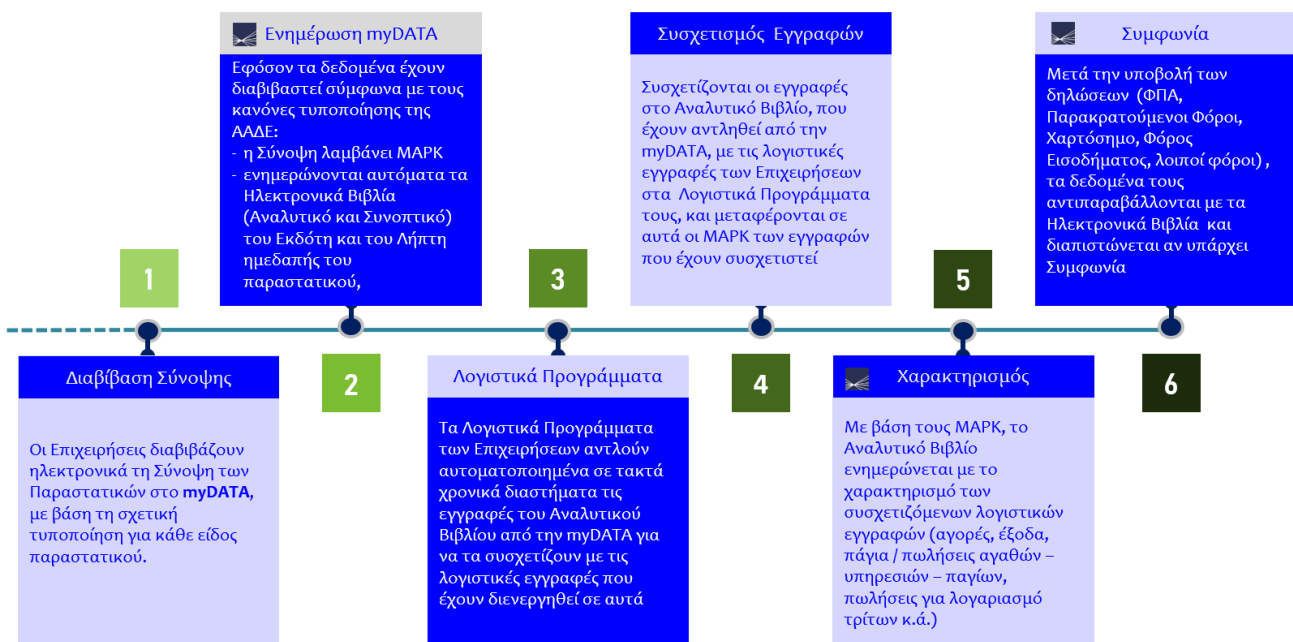 1
Διαβίβαση Σύνοψης
Οι Επιχειρήσεις διαβιβάζουν
ηλεκτρονικά τη Σύνοψη των
Παραστατικών στο myDATA,
με βάση τη σχετική
τυποποίηση για κάθε είδος
παραστατικού.
2
Ενημέρωση myDATA
Εφόσον τα δεδομένα έχουν
διαβιβαστεί σύμφωνα με τους
κανόνες τυποποίησης της
ΑΑΔΕ:
- η Σύνοψη λαμβάνει ΜΑΡΚ
- ενημερώνονται αυτόματα τα
Ηλεκτρονικά Βιβλία
(Αναλυτικό και Συνοπτικό)
του Εκδότη και του Λήπτη
ημεδαπής του
παραστατικού,
3
Λογιστικά Προγράμματα
Τα Λογιστικά Προγράμματα
των Επιχειρήσεων αντλούν
αυτοματοποιημένα σε τακτά
χρονικά διαστήματα τις
εγγραφές του Αναλυτικού
Βιβλίου από την myDATA για
να τα συσχετίζουν με τις
λογιστικές εγγραφές που
έχουν διενεργηθεί σε αυτά
4
Συσχετισμός Εγγραφών
Συσχετίζονται οι εγγραφές
στο Αναλυτικό Βιβλίο, που
έχουν αντληθεί από την
myDATA, με τις λογιστικές
εγγραφές των Επιχειρήσεων
στα Λογιστικά Προγράμματα
τους, και μεταφέρονται σε
αυτά οι ΜΑΡΚ των εγγραφών
που έχουν συσχετιστεί
5
Χαρακτηρισμός
Με βάση τους ΜΑΡΚ, το
Αναλυτικό Βιβλίο
ενημερώνεται με το
χαρακτηρισμό των
συσχετιζόμενων λογιστικών
εγγραφών (αγορές, έξοδα,
πάγια / πωλήσεις αγαθών –
υπηρεσιών – παγίων,
πωλήσεις για λογαριασμό
τρίτων κ.ά.)
6
Συμφωνία
Μετά την υποβολή των
δηλώσεων (ΦΠΑ,
Παρακρατούμενοι Φόροι,
Χαρτόσημο, Φόρος
Εισοδήματος, λοιποί φόροι) ,
τα δεδομένα τους
αντιπαραβάλλονται με τα
Ηλεκτρονικά Βιβλία και
διαπιστώνεται αν υπάρχει
Συμφωνία